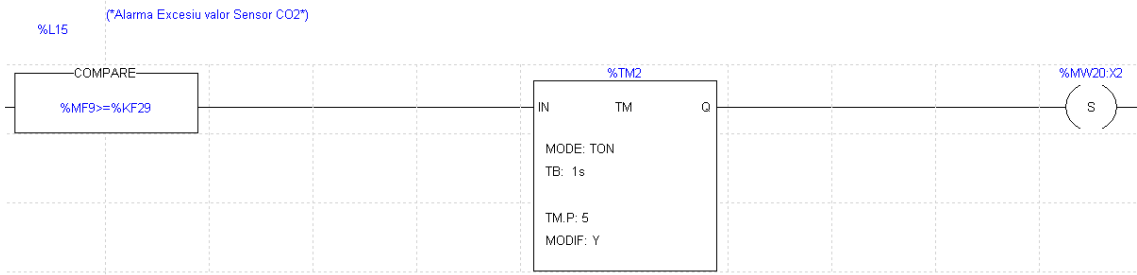 (*Alarma Excesiu valor Sensor CO2*)
%L15
COMPARE
%MF9>=%KF29
%TM2
IN TM Q
MODE: TON
TB: 1s
TM.P: 5
MODIF: Y
%MW20:X2
S